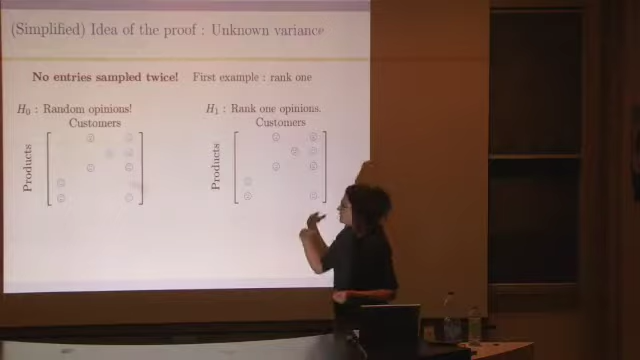 (Simplified) Idea of the proof : Unknown variance
No entries sampled twice! First example : rank one
H₀ : Random opinions!
Customers
Products
H₁ : Rank one opinions.
Customers
Products